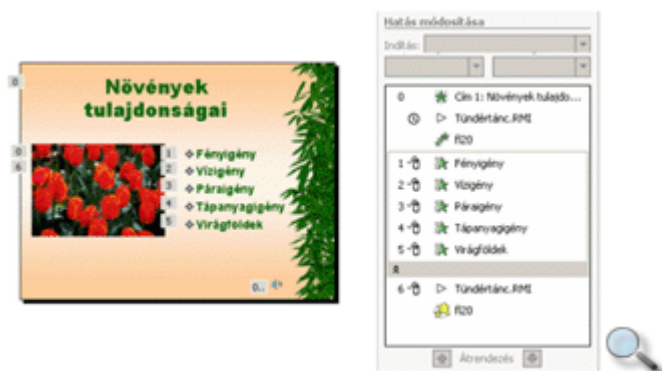 Növények
tulajdonságai
0
0
6
1 Fényigény
2 Vízigény
3 Páraigény
4 Tápanyagigény
5 Virágföldek
0..
Hatás módosítása
Indítás:
0 Cím 1: Növények tulajdo...
Tündértánc.RMI
fl20
1 Fényigény
2 Vízigény
3 Páraigény
4 Tápanyagigény
5 Virágföldek
6 Tündértánc.RMI
fl20
Átrendezés